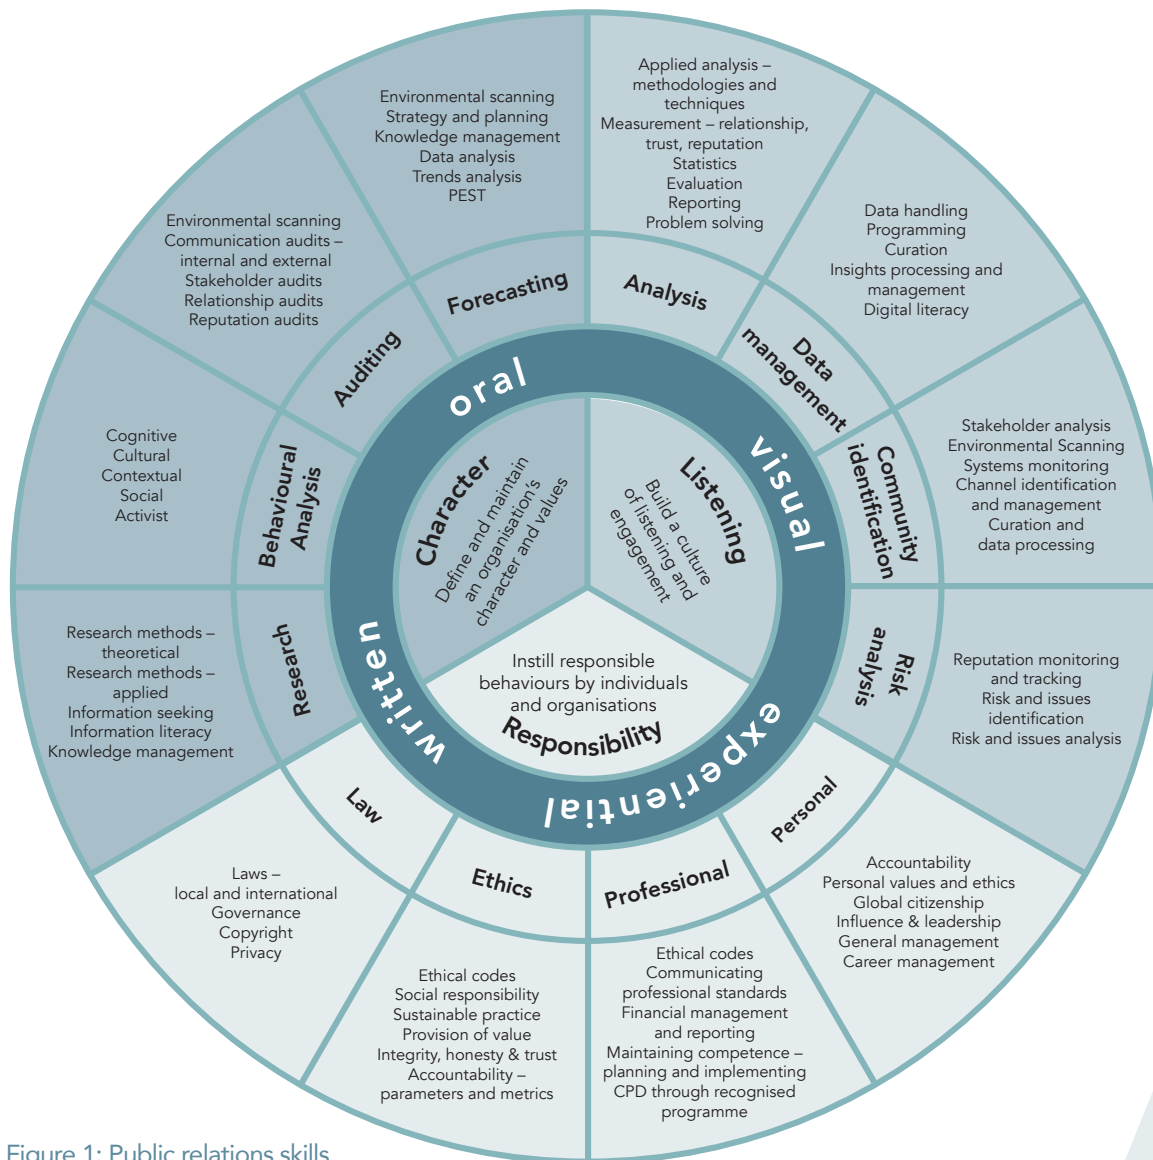 Environmental scanning
Strategy and planning
Knowledge management
Data analysis
Trends analysis
PEST
Forecasting
Applied analysis –
methodologies and
techniques
Measurement – relationship,
trust, reputation
Statistics
Evaluation
Reporting
Problem solving
Analysis
Data handling
Programming
Curation
Insights processing and
management
Digital literacy
Data
management
Stakeholder analysis
Environmental Scanning
Systems monitoring
Channel identification
and management
Curation and
data processing
Community
identification
Reputation monitoring
and tracking
Risk and issues
identification
Risk and issues analysis
Risk
analysis
Accountability
Personal values and ethics
Global citizenship
Influence & leadership
General management
Career management
Personal
Ethical codes
Communicating
professional standards
Financial management
and reporting
Maintaining competence –
planning and implementing
CPD through recognised
programme
Professional
Ethical codes
Social responsibility
Sustainable practice
Provision of value
Integrity, honesty & trust
Accountability –
parameters and metrics
Ethics
Laws –
local and international
Governance
Copyright
Privacy
Law
Research methods –
theoretical
Research methods –
applied
Information seeking
Information literacy
Knowledge management
Research
Cognitive
Cultural
Contextual
Social
Activist
Behavioural
Analysis
Environmental scanning
Communication audits –
internal and external
Stakeholder audits
Relationship audits
Reputation audits
Auditing
oral
visual
experiential
written
Character
Define and maintain
an organisation's
character and values
Listening
Build a culture
of listening and
engagement
Instill responsible
behaviours by individuals
and organisations
Responsibility
Figure 1: Public relations skills